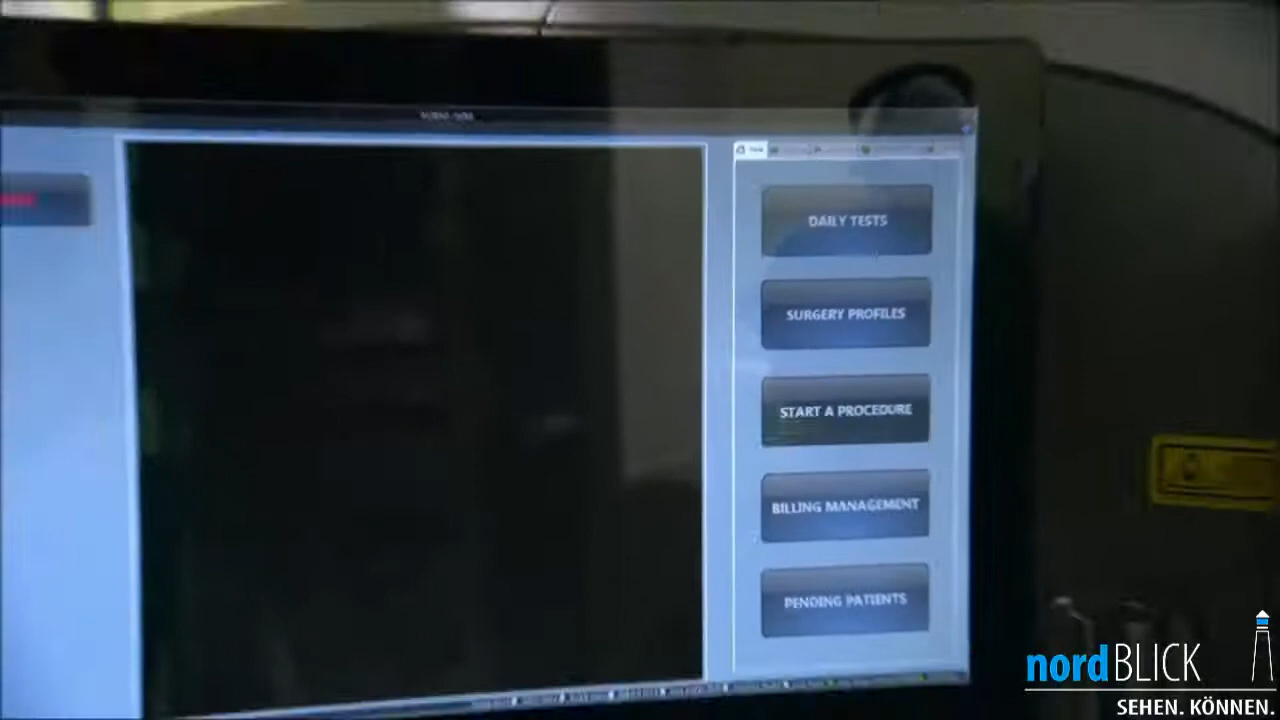 DAILY TESTS
SURGERY PROFILES
START A PROCEDURE
BILLING MANAGEMENT
PENDING PATIENTS
nordBLICK
SEHEN. KÖNNEN.